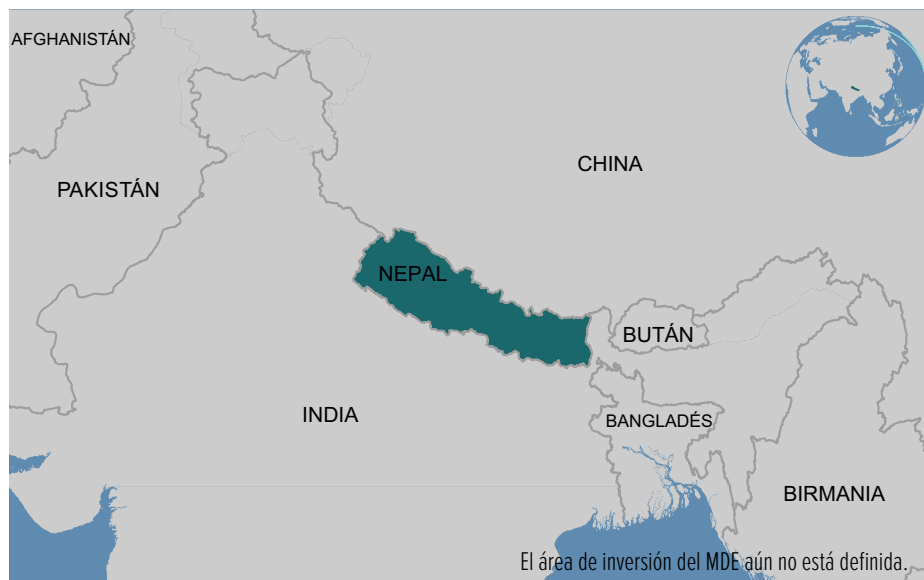 AFGHANISTÁN
CHINA
PAKISTÁN
NEPAL
BUTÁN
INDIA
BANGLADÉS
BIRMANIA
El área de inversión del MDE aún no está definida.